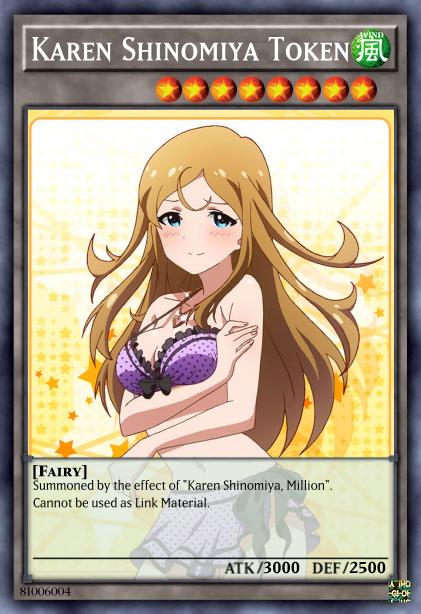 KAREN SHINOMIYA TOKEN
WIND
風
[FAIRY]
Summoned by the effect of "Karen Shinomiya, Million".
Cannot be used as Link Material.
ATK/3000 DEF/2500
81006004